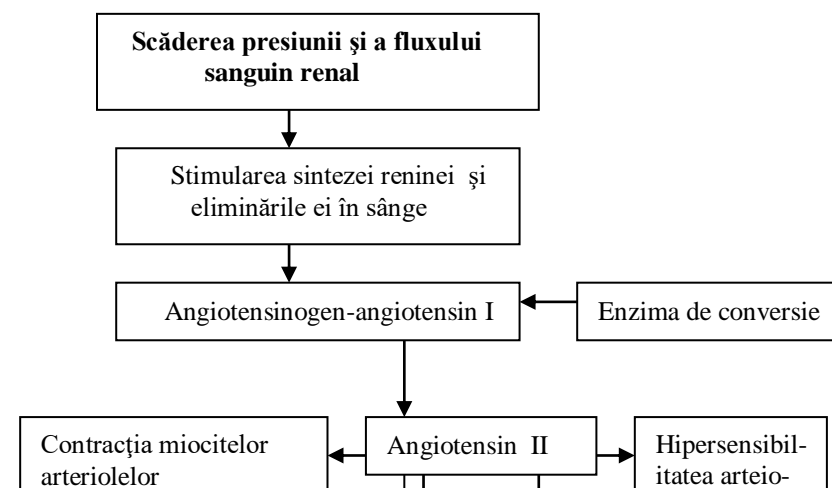 Scăderea presiunii şi a fluxului
sanguin renal
Stimularea sintezei reninei şi
eliminările ei în sânge
Angiotensinogen-angiotensin I
Enzima de conversie
Contracţia miocitelor
arteriolelor
Angiotensin II
Hipersensibil-
itatea arteio-